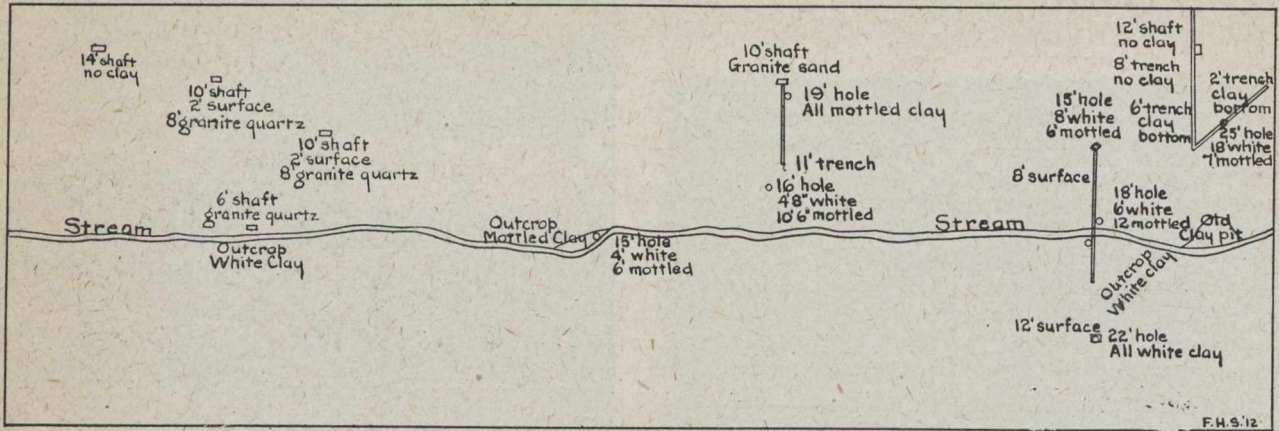 14' shaft
no clay
10' shaft
2' surface
8' granite quartz
10' shaft
2' surface
8' granite quartz
6' shaft
granite quartz
Stream
Outcrop
White Clay
Outcrop
Mottled Clay
15' hole
4' white
6' mottled
10' shaft
Granite sand
19' hole
All mottled clay
11' trench
16' hole
4'8" white
10'6" mottled
Stream
15' hole
8' white
6' mottled
8' surface
18' hole
6' white
12 mottled
12' shaft
no clay
8' trench
no clay
6' trench
clay
bottom
2' trench
clay
bottom
25' hole
18' white
7' mottled
Old
Clay pit
Outcrop
White clay
12' surface
22' hole
All white clay
F.H.S. '12